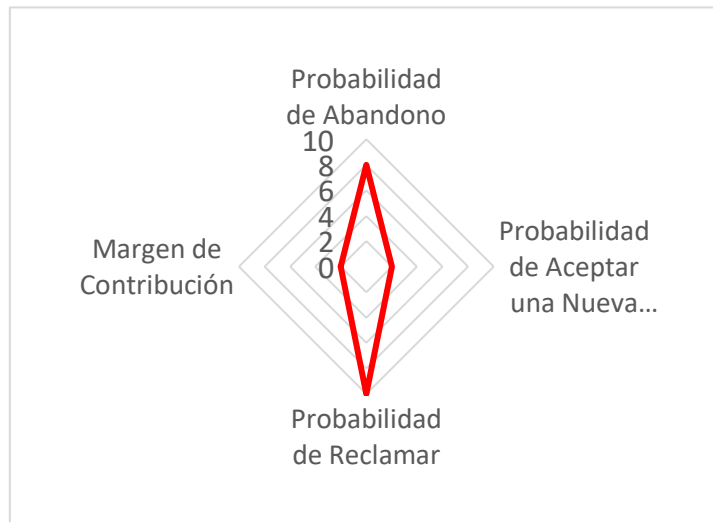 Probabilidad
de Abandono
10
8
6
4
2
0
Margen de
Contribución
Probabilidad
de Aceptar
una Nueva...
Probabilidad
de Reclamar